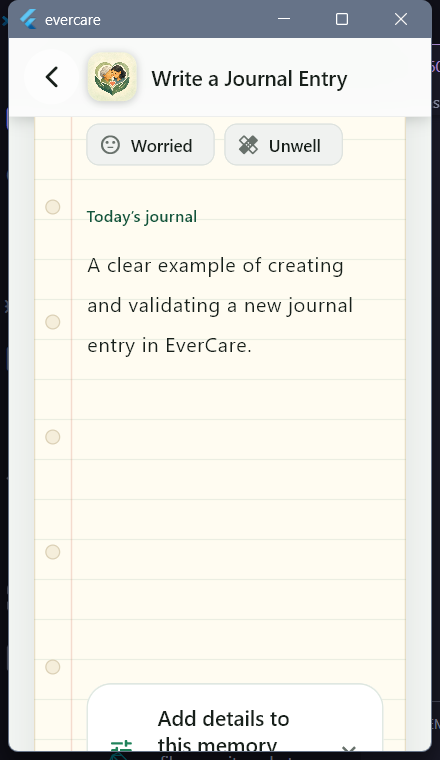 evercare
Write a Journal Entry
Worried
Unwell
Today's journal
A clear example of creating
and validating a new journal
entry in EverCare.
Add details to
this memory